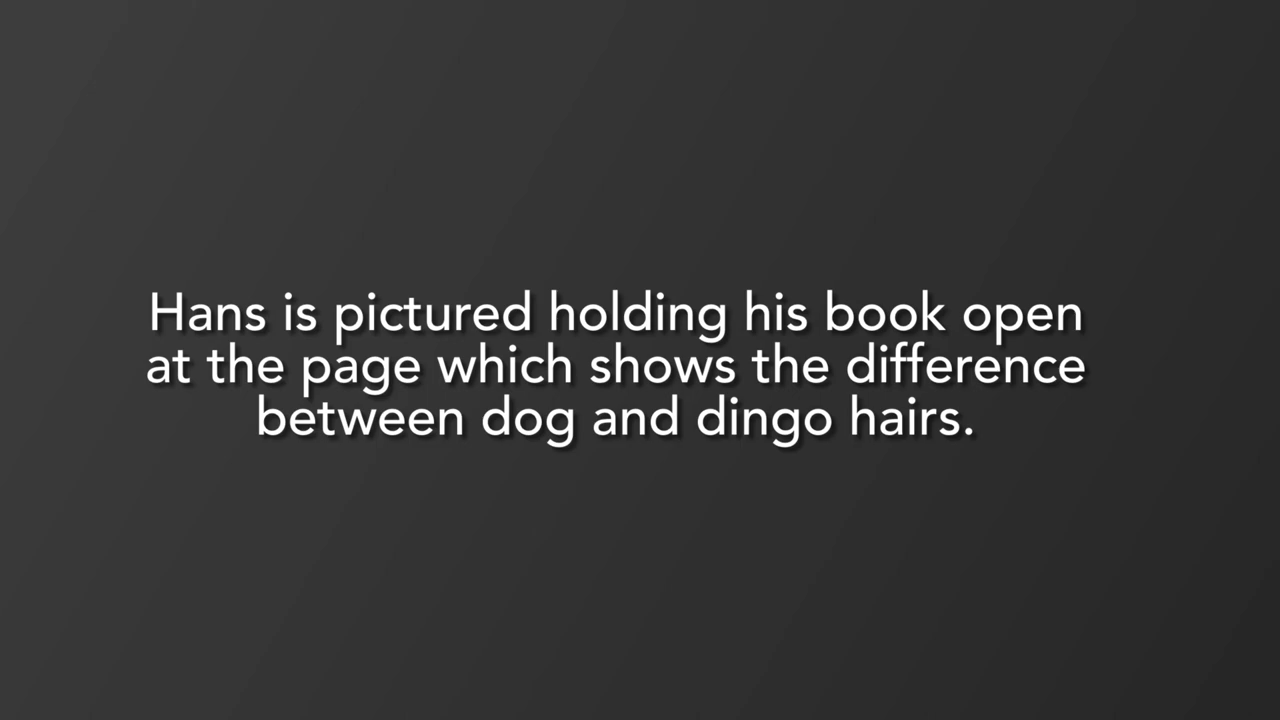 Hans is pictured holding his book open
at the page which shows the difference
between dog and dingo hairs.